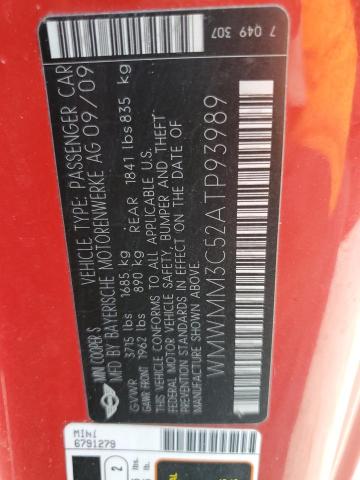 7 049 307
MINI COOPER S
VEHICLE TYPE: PASSENGER CAR
MFD BY BAYERISCHE MOTORENWERKE AG 09/09
GVWR 3715 lbs 1685 kg
GAWR FRONT 1962 lbs 890 kg REAR 1841 lbs 835 kg
THIS VEHICLE CONFORMS TO ALL APPLICABLE U.S.
FEDERAL MOTOR VEHICLE SAFETY, BUMPER AND THEFT
PREVENTION STANDARDS IN EFFECT ON THE DATE OF
MANUFACTURE SHOWN ABOVE.
WMWMM3C52ATP93989
MINI
6791279
2